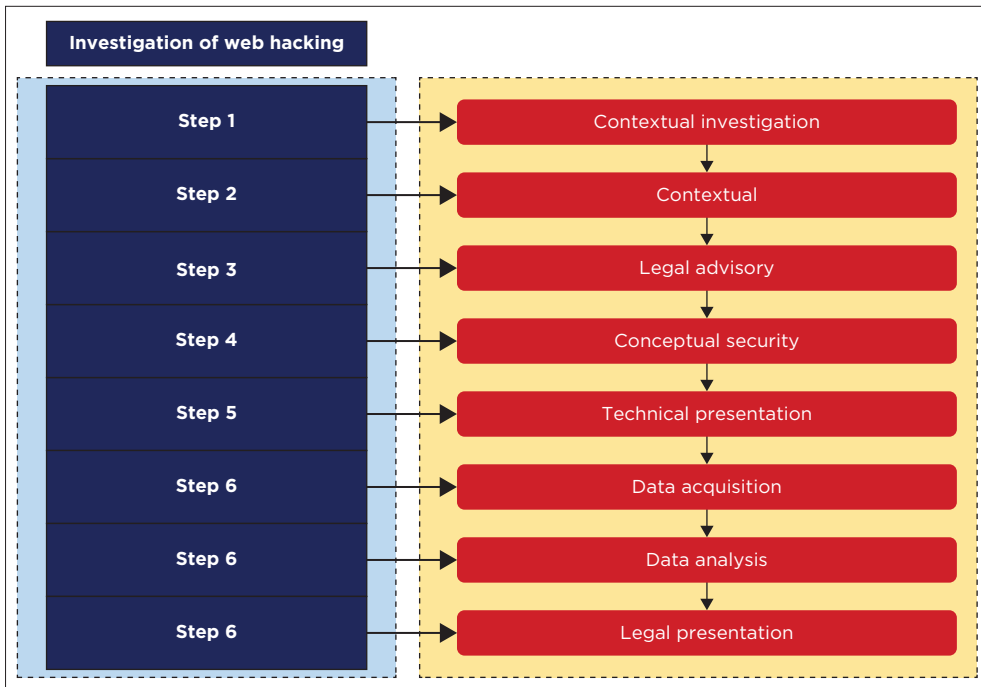 Investigation of web hacking
Step 1
Contextual investigation
Step 2
Contextual
Step 3
Legal advisory
Step 4
Conceptual security
Step 5
Technical presentation
Step 6
Data acquisition
Step 6
Data analysis
Step 6
Legal presentation